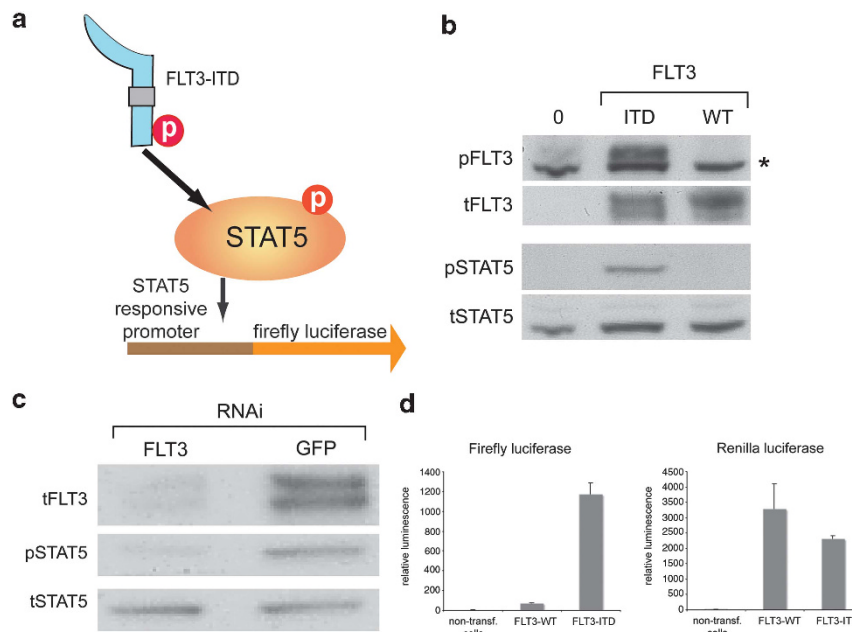 a
FLT3-ITD
p
p
STAT5
STAT5
responsive
promoter
firefly luciferase
b
FLT3
0 ITD WT
pFLT3
*
tFLT3
pSTAT5
tSTAT5
c
RNAi
FLT3 GFP
tFLT3
pSTAT5
tSTAT5
d
Firefly luciferase
relative luminescence
1400
1200
1000
800
600
400
200
0
non-transf. FLT3-WT FLT3-ITD
Renilla luciferase
relative luminescence
4500
4000
3500
3000
2500
2000
1500
1000
500
0
non-transf. FLT3-WT FLT3-IT